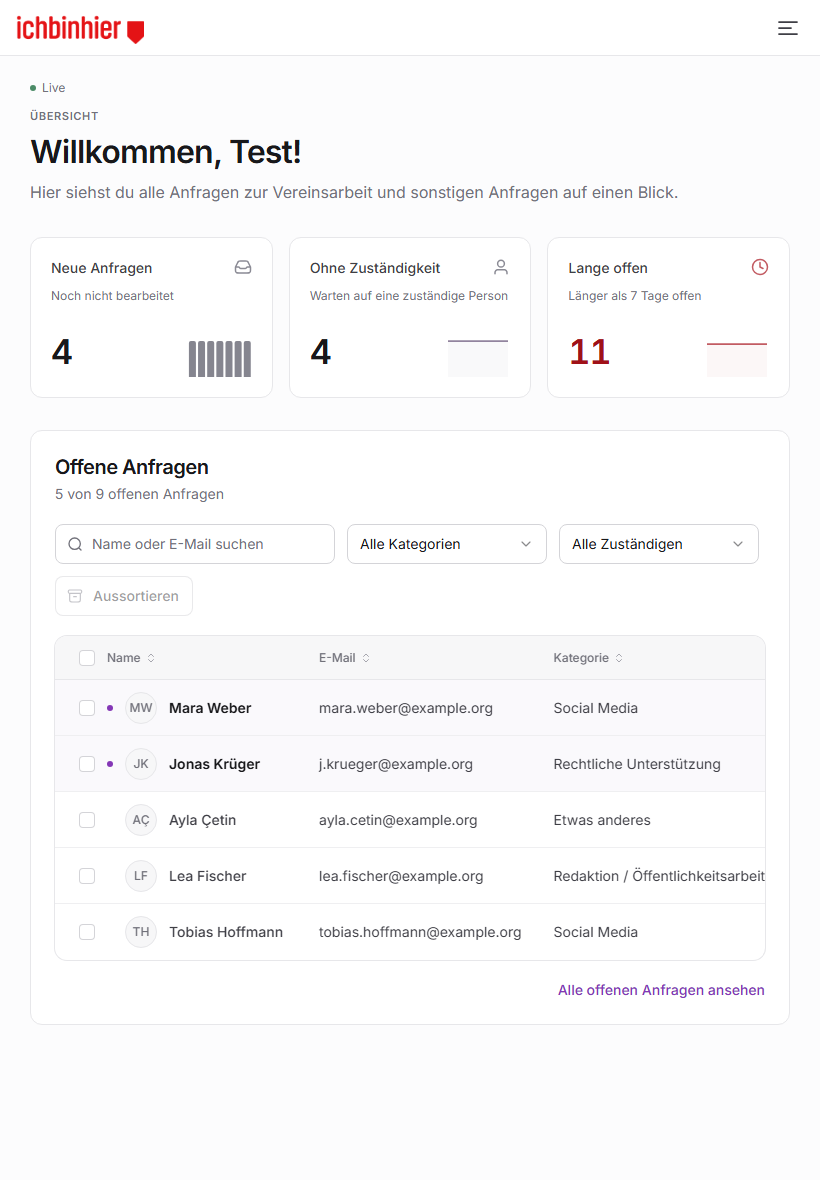 ichbinhier
Live
ÜBERSICHT
Willkommen, Test!
Hier siehst du alle Anfragen zur Vereinsarbeit und sonstigen Anfragen auf einen Blick.
Neue Anfragen
Noch nicht bearbeitet
4
Ohne Zuständigkeit
Warten auf eine zuständige Person
4
Lange offen
Länger als 7 Tage offen
11
Offene Anfragen
5 von 9 offenen Anfragen
Name oder E-Mail suchen
Alle Kategorien
Alle Zuständigen
Aussortieren
Name E-Mail Kategorie
MW Mara Weber mara.weber@example.org Social Media
JK Jonas Krüger j.krueger@example.org Rechtliche Unterstützung
AÇ Ayla Çetin ayla.cetin@example.org Etwas anderes
LF Lea Fischer lea.fischer@example.org Redaktion / Öffentlichkeitsarbeit
TH Tobias Hoffmann tobias.hoffmann@example.org Social Media
Alle offenen Anfragen ansehen